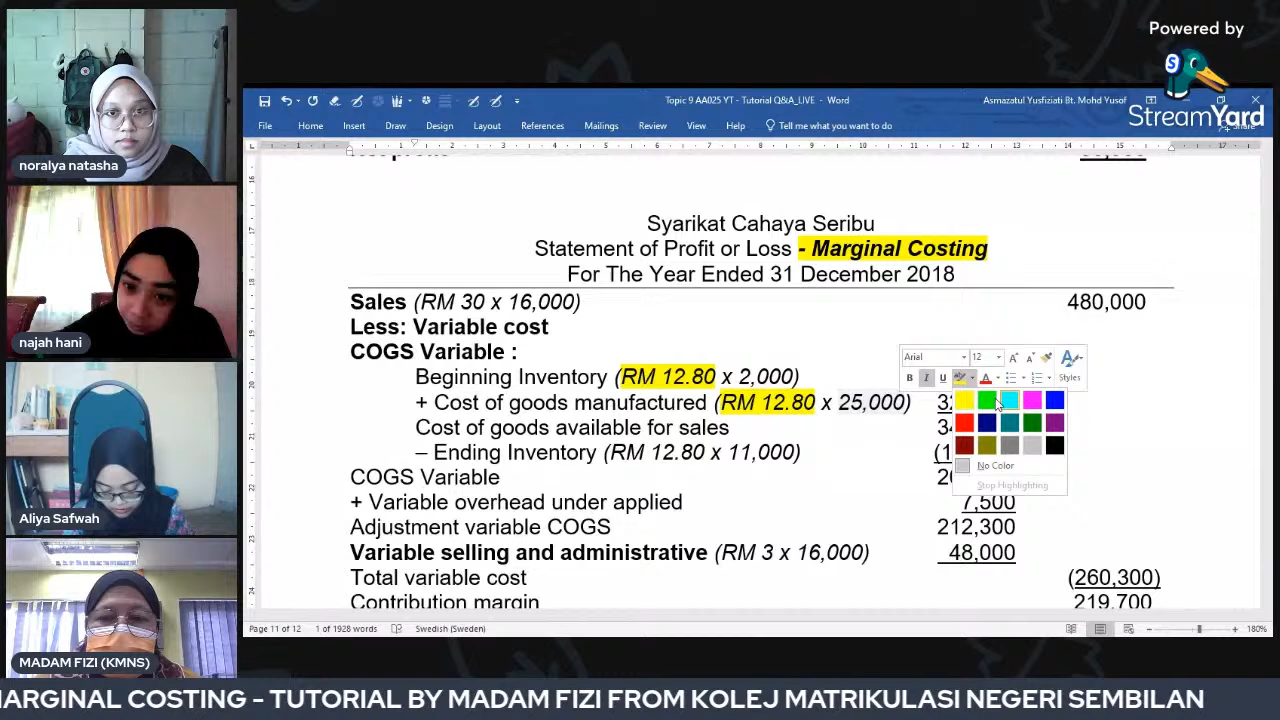 Powered by
S
StreamYard
noralya natasha
najah hani
Aliya Safwah
MADAM FIZI (KMNS)
Topic 9 AA025 YT - Tutorial Q&A_LIVE - Word
Asmazatul Yusfiziati Bt. Mohd Yusof
File Home Insert Draw Design Layout References Mailings Review View Help Tell me what you want to do
Syarikat Cahaya Seribu
Statement of Profit or Loss - Marginal Costing
For The Year Ended 31 December 2018
Sales (RM 30 x 16,000) 480,000
Less: Variable cost
COGS Variable :
Beginning Inventory (RM 12.80 x 2,000)
+ Cost of goods manufactured (RM 12.80 x 25,000)
Cost of goods available for sales
– Ending Inventory (RM 12.80 x 11,000)
COGS Variable
+ Variable overhead under applied 7,500
Adjustment variable COGS 212,300
Variable selling and administrative (RM 3 x 16,000) 48,000
Total variable cost (260,300)
Contribution margin 219,700
Arial 12
Styles
No Color
Stop Highlighting
Page 11 of 12 1 of 1928 words Swedish (Sweden) 180%
MARGINAL COSTING – TUTORIAL BY MADAM FIZI FROM KOLEJ MATRIKULASI NEGERI SEMBILAN